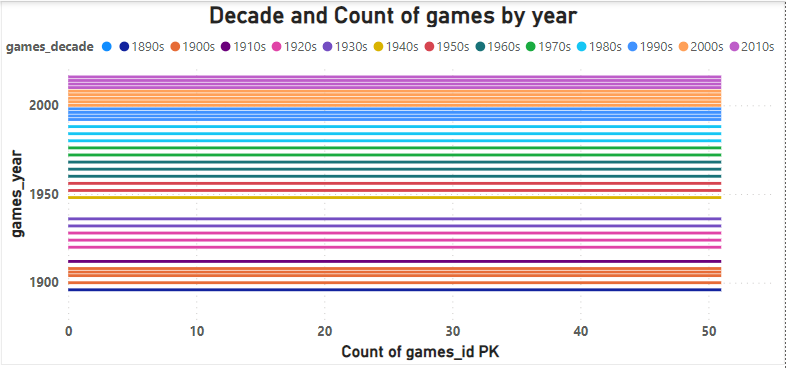 Decade and Count of games by year
games_decade 1890s 1900s 1910s 1920s 1930s 1940s 1950s 1960s 1970s 1980s 1990s 2000s 2010s
games_year
2000
1950
1900
0 10 20 30 40 50
Count of games_id PK